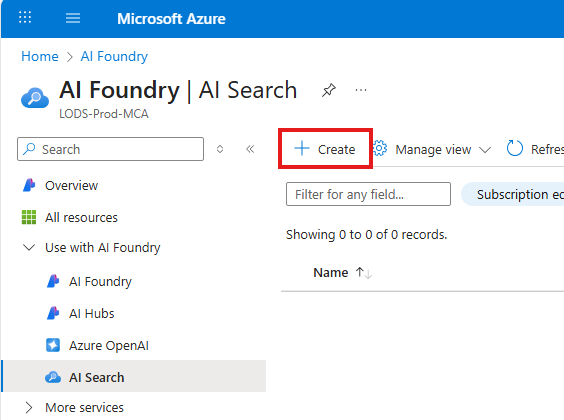 Microsoft Azure
Home > AI Foundry
AI Foundry | AI Search
LODS-Prod-MCA
Search
+ Create
Manage view
Refres
Filter for any field...
Subscription eq
Overview
All resources
Showing 0 to 0 of 0 records.
Use with AI Foundry
Name ↑↓
AI Foundry
AI Hubs
Azure OpenAI
AI Search
More services